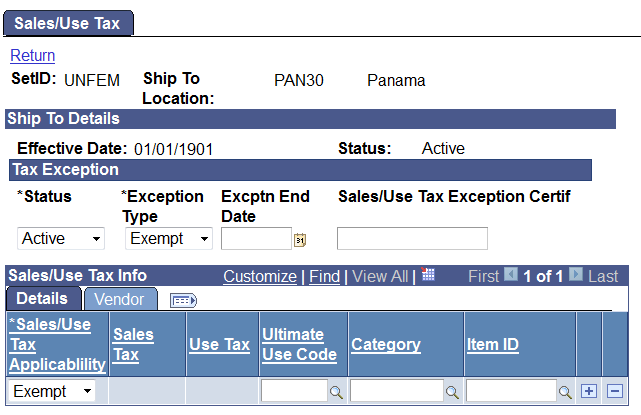 Sales/Use Tax
Return
SetID: UNFEM Ship To Location: PAN30 Panama
Ship To Details
Effective Date: 01/01/1901 Status: Active
Tax Exception
*Status *Exception Type Excptn End Date Sales/Use Tax Exception Certif
Active Exempt 31
Sales/Use Tax Info Customize | Find | View All | First 1 of 1 Last
Details Vendor
*Sales/Use Tax Applicablility Sales Tax Use Tax Ultimate Use Code Category Item ID
Exempt